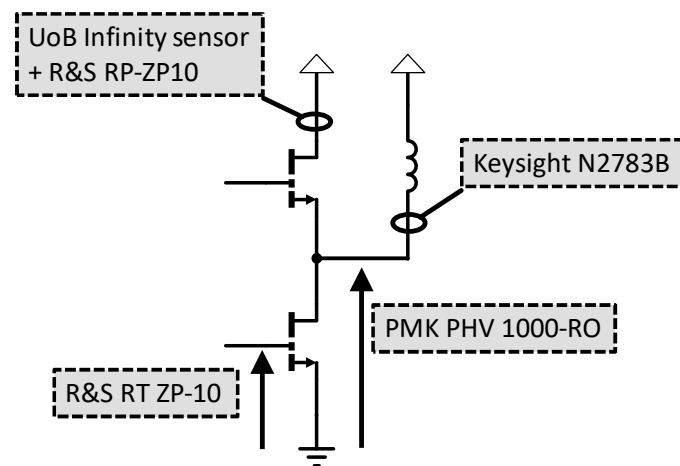 UoB Infinity sensor
+ R&S RP-ZP10
Keysight N2783B
PMK PHV 1000-RO
R&S RT ZP-10